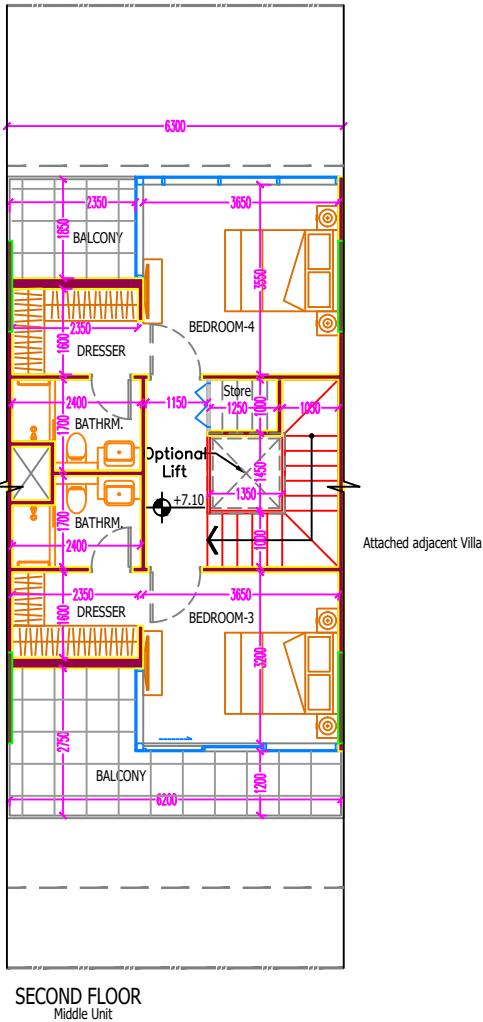 6300
2350
3650
1850
BALCONY
3550
BEDROOM-4
2350
1600
DRESSER
2400
1150
Store
1250
1000
1050
1700
BATHRM.
Optional
Lift
1450
1350
+7.10
1700
BATHRM.
1000
2400
Attached adjacent Villa
2350
3650
1600
DRESSER
BEDROOM-3
3200
2750
BALCONY
1200
6200
SECOND FLOOR
Middle Unit